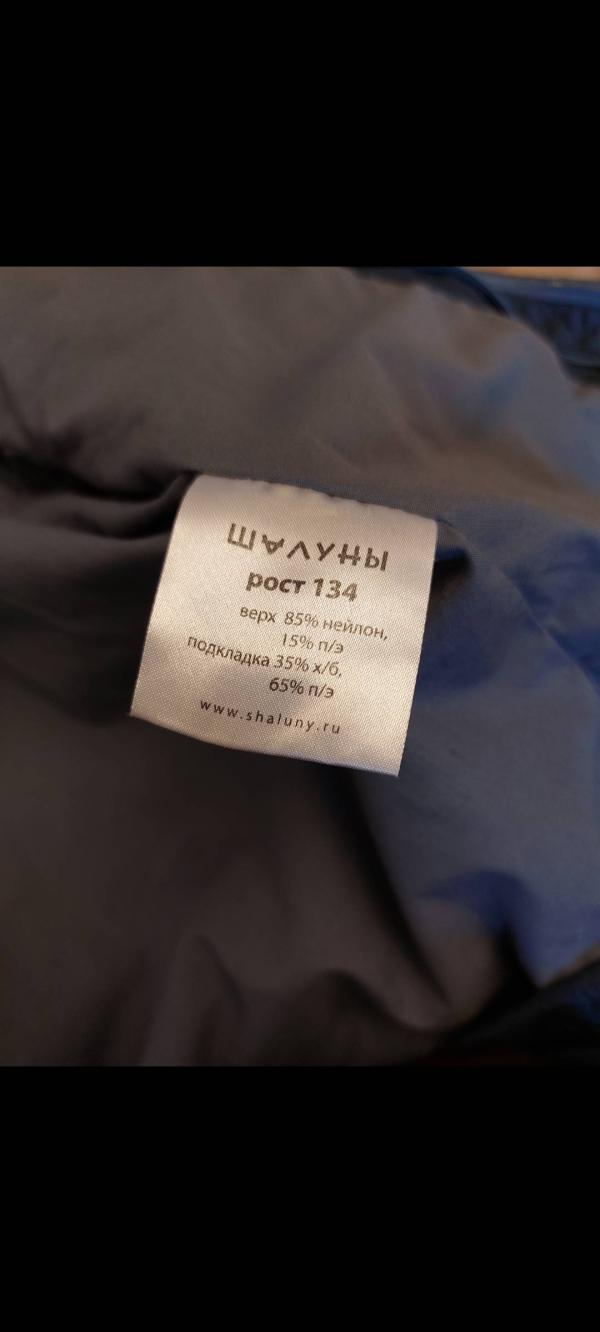 ШАЛУНЫ
рост 134
верх 85% нейлон,
15% п/э
подкладка 35% х/б,
65% п/э
www.shaluny.ru